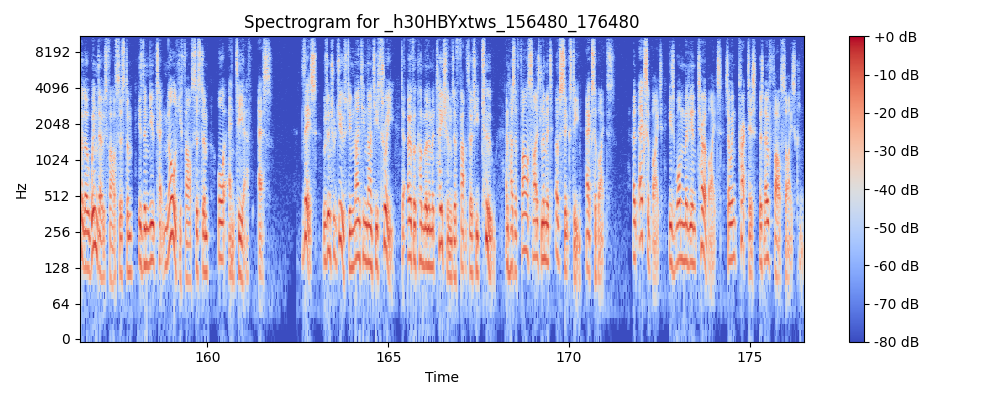 Spectrogram for _h30HBYxtws_156480_176480
Hz
8192
4096
2048
1024
512
256
128
64
0
160
165
170
175
Time
+0 dB
-10 dB
-20 dB
-30 dB
-40 dB
-50 dB
-60 dB
-70 dB
-80 dB